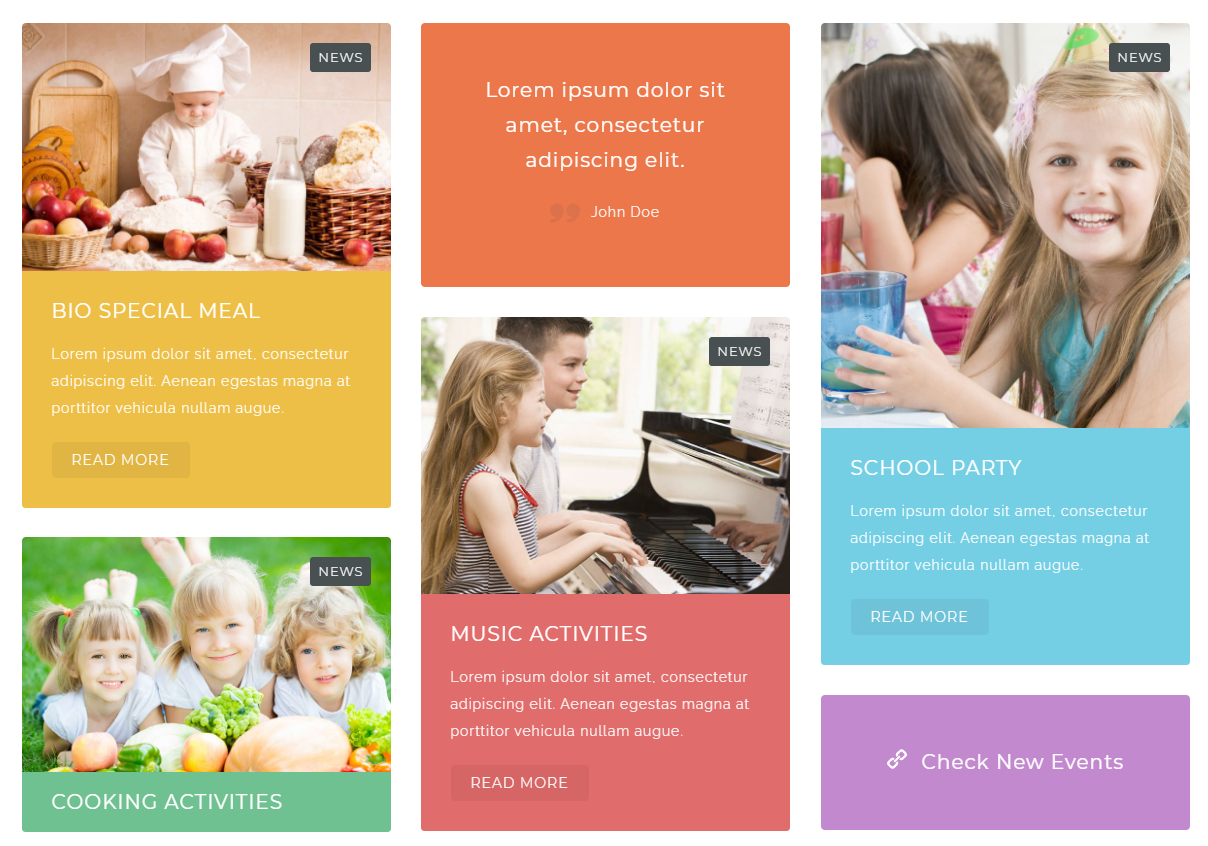 NEWS
BIO SPECIAL MEAL
Lorem ipsum dolor sit amet, consectetur
adipiscing elit. Aenean egestas magna at
porttitor vehicula nullam augue.
READ MORE
NEWS
COOKING ACTIVITIES
Lorem ipsum dolor sit
amet, consectetur
adipiscing elit.
John Doe
NEWS
MUSIC ACTIVITIES
Lorem ipsum dolor sit amet, consectetur
adipiscing elit. Aenean egestas magna at
porttitor vehicula nullam augue.
READ MORE
NEWS
SCHOOL PARTY
Lorem ipsum dolor sit amet, consectetur
adipiscing elit. Aenean egestas magna at
porttitor vehicula nullam augue.
READ MORE
Check New Events